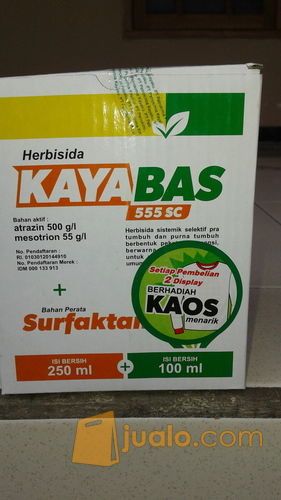 Herbisida
KAYABAS
555 SC
Bahan aktif :
atrazin 500 g/l
mesotrion 55 g/l
No. Pendaftaran :
RI. 01030120144910
No. Pendaftaran Merek :
IDM 000 133 913
Herbisida sistemik selektif pra
tumbuh dan purna tumbuh
berbentuk
berwarna
untuk
umu
+
Bahan Perata
Surfaktan
Setiap Pembelian
2 Display
BERHADIAH
KAOS
menarik
ISI BERSIH
250 ml
+
ISI BERSIH
100 ml
jualo.com